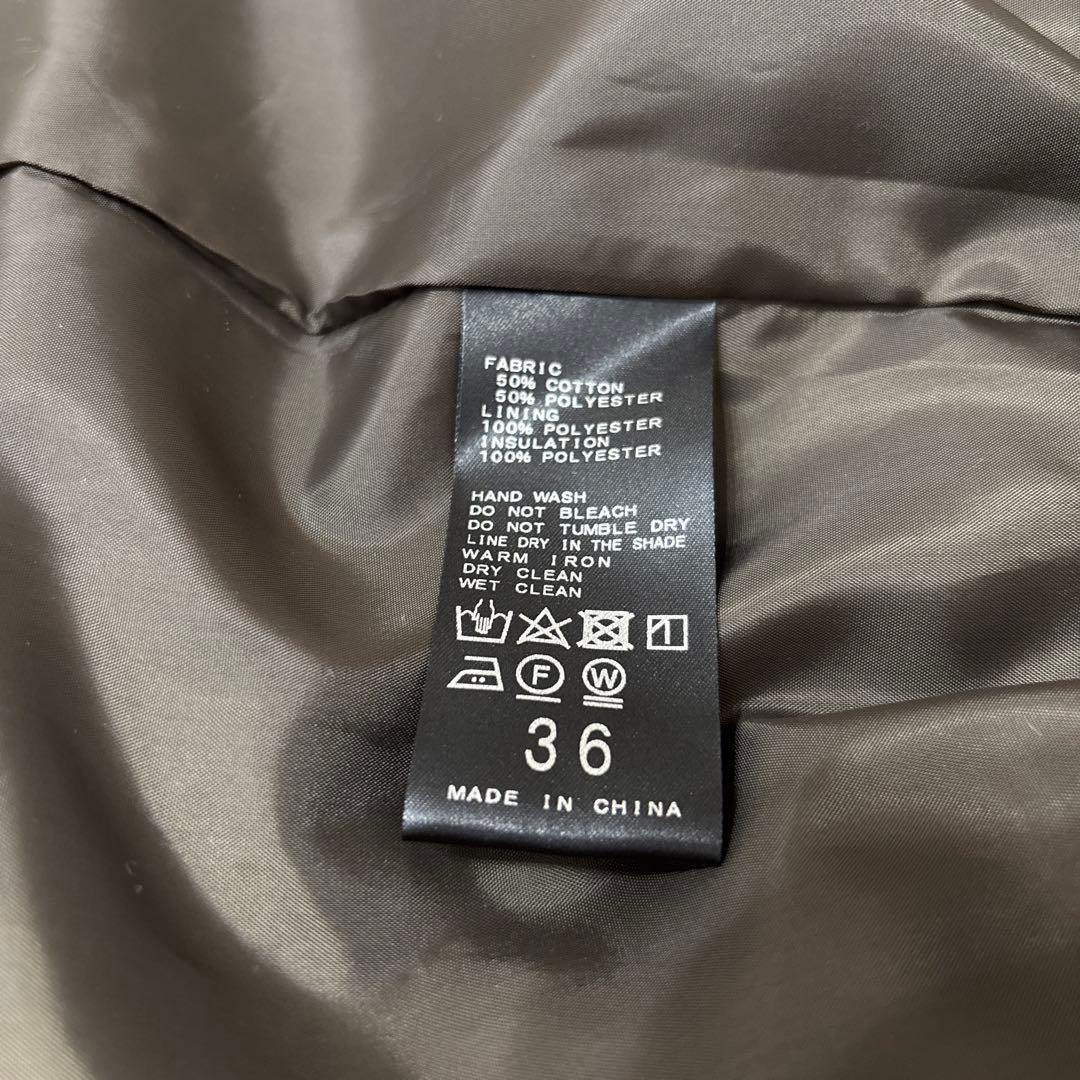 FABRIC
50% COTTON
50% POLYESTER
LINING
100% POLYESTER
INSULATION
100% POLYESTER
HAND WASH
DO NOT BLEACH
DO NOT TUMBLE DRY
LINE DRY IN THE SHADE
WARM IRON
DRY CLEAN
WET CLEAN
F W
36
MADE IN CHINA